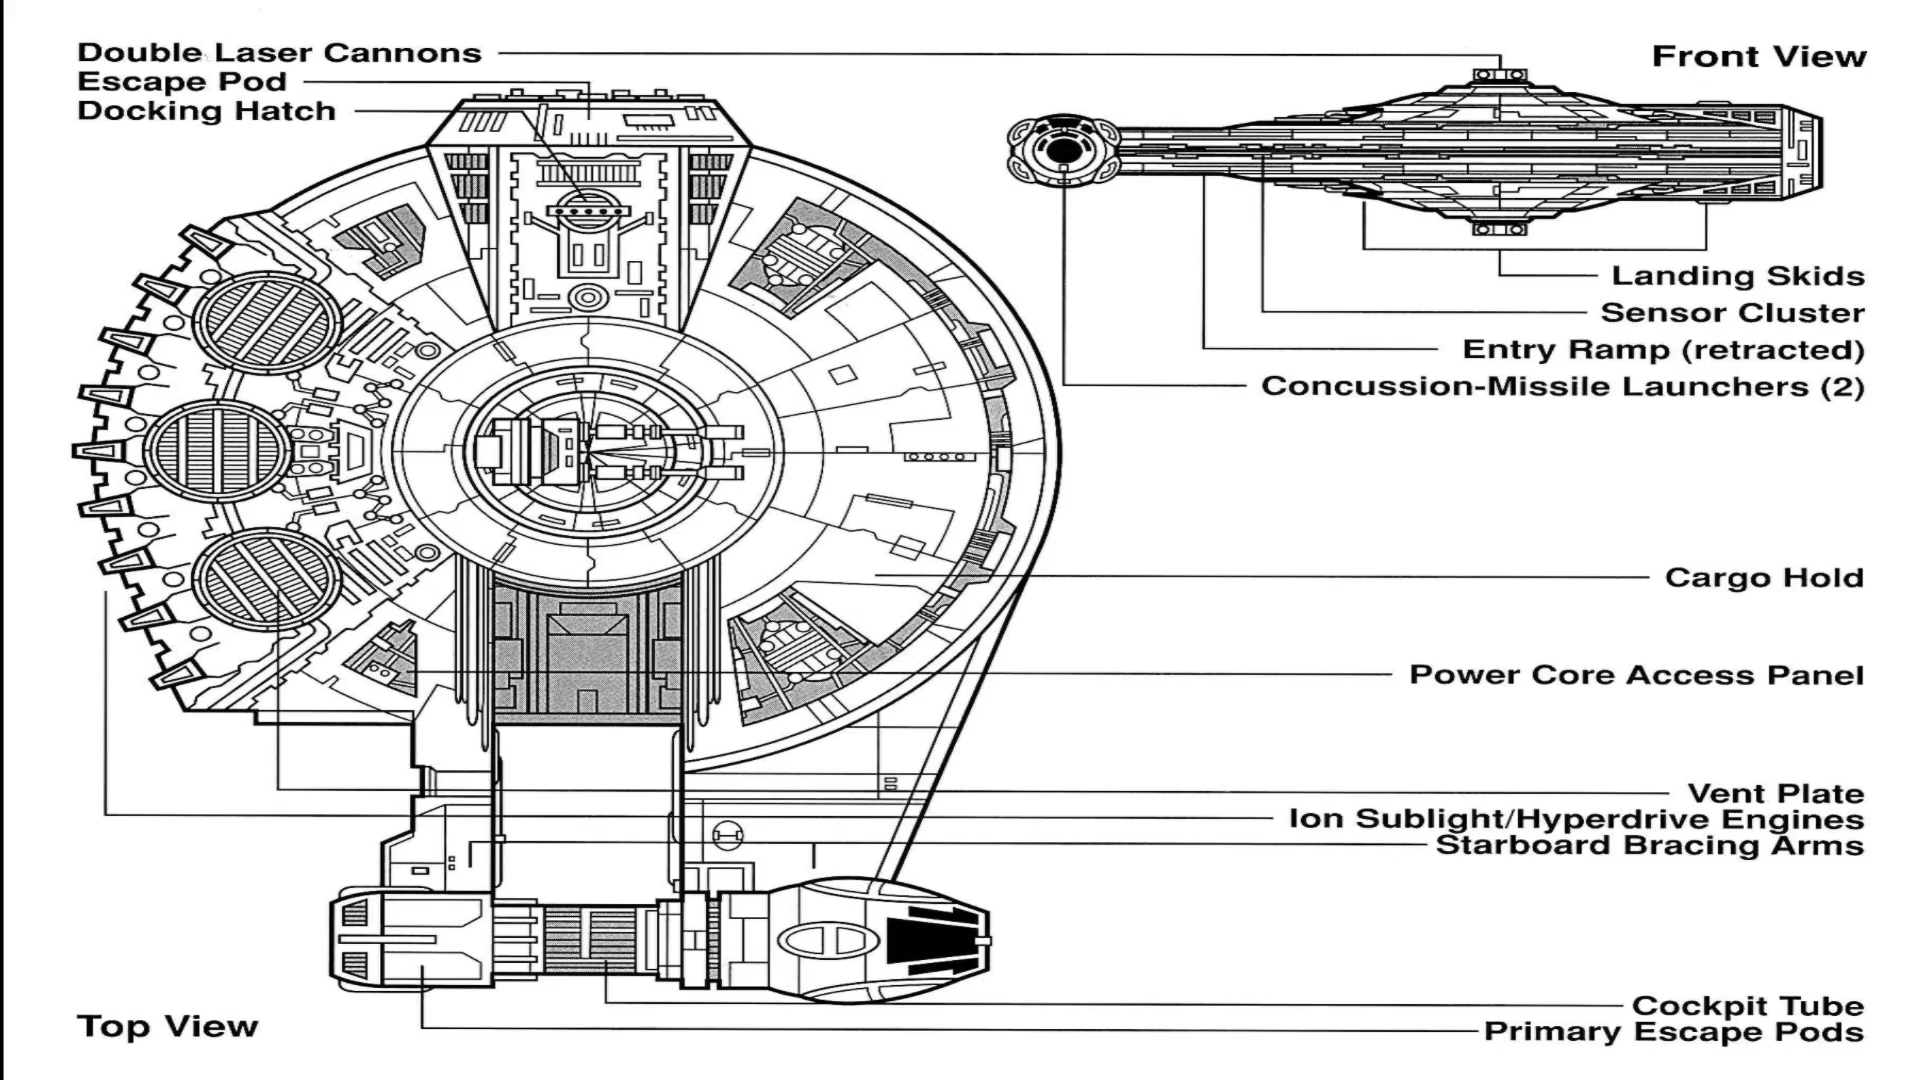 Double Laser Cannons
Escape Pod
Docking Hatch
Front View
Landing Skids
Sensor Cluster
Entry Ramp (retracted)
Concussion-Missile Launchers (2)
Cargo Hold
Power Core Access Panel
Vent Plate
Ion Sublight/Hyperdrive Engines
Starboard Bracing Arms
Cockpit Tube
Primary Escape Pods
Top View